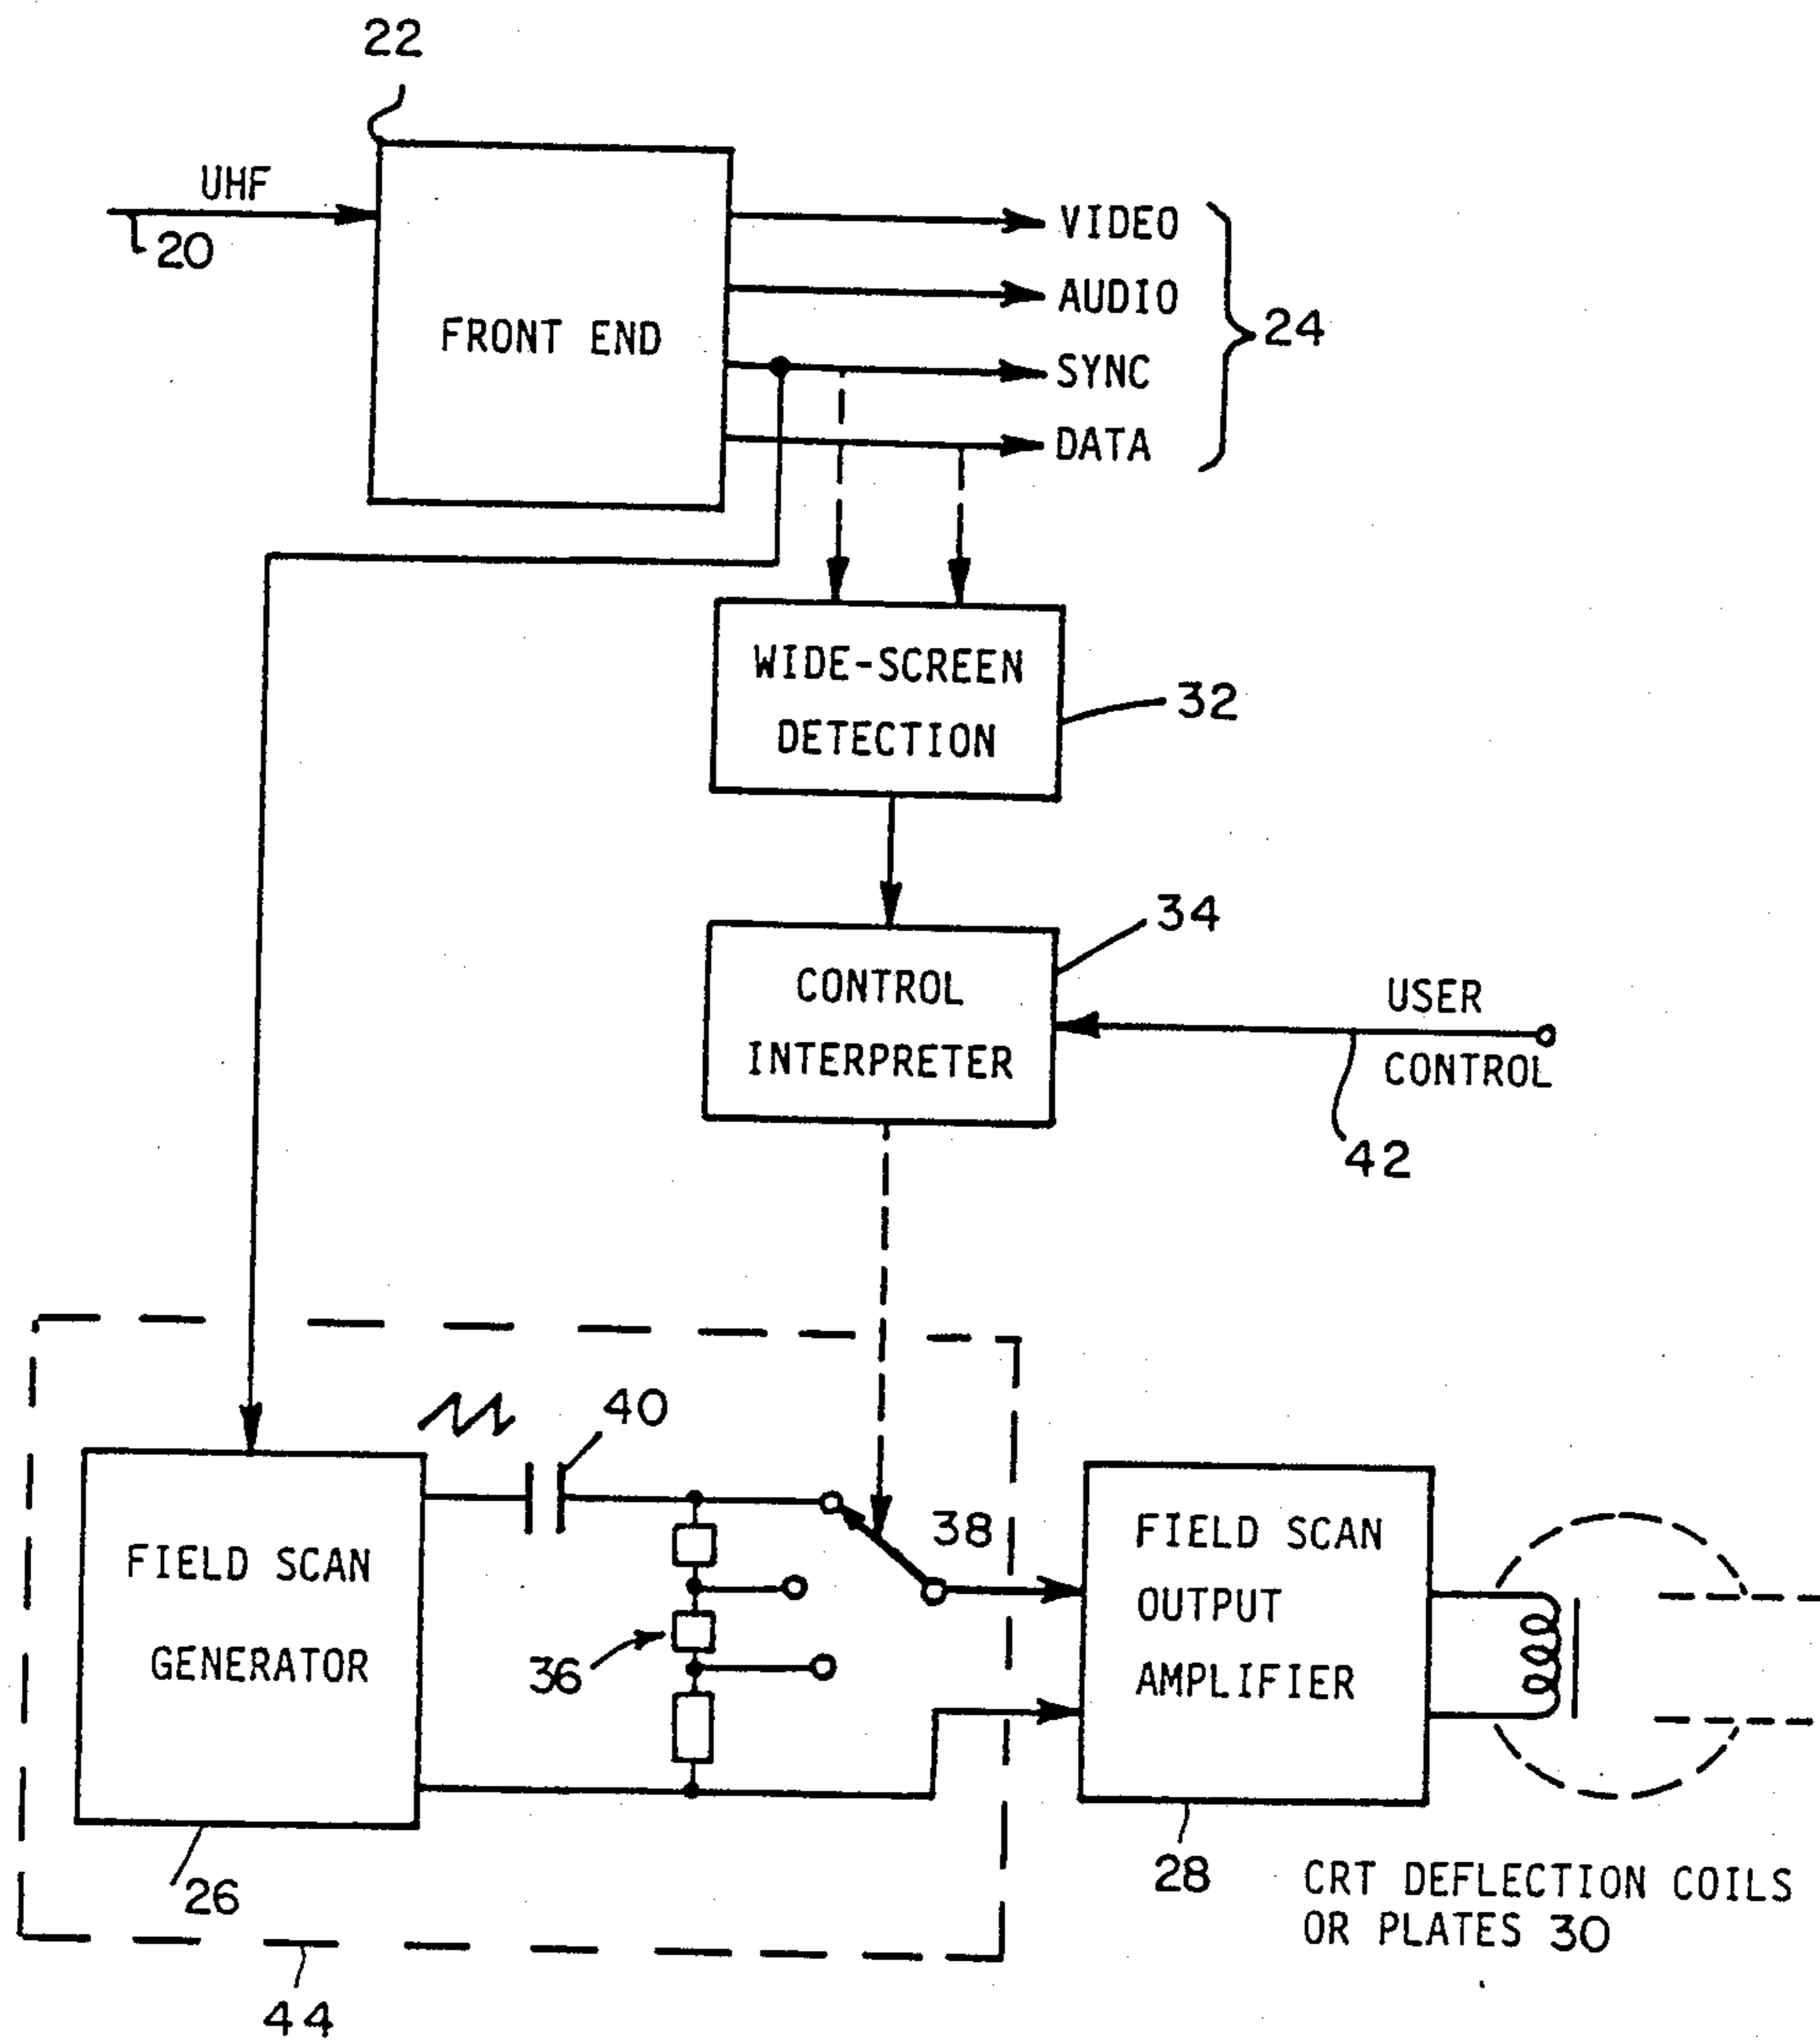 22
UHF
20
FRONT END
VIDEO
AUDIO
SYNC
DATA
24
WIDE-SCREEN
DETECTION
32
34
CONTROL
INTERPRETER
USER
CONTROL
42
40
38
FIELD SCAN
GENERATOR
36
FIELD SCAN
OUTPUT
AMPLIFIER
26
28
CRT DEFLECTION COILS
OR PLATES 30
44